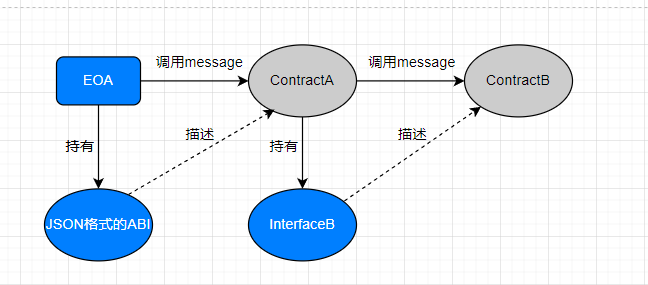 调用message
调用message
EOA
ContractA
ContractB
持有
描述
持有
描述
JSON格式的ABI
InterfaceB